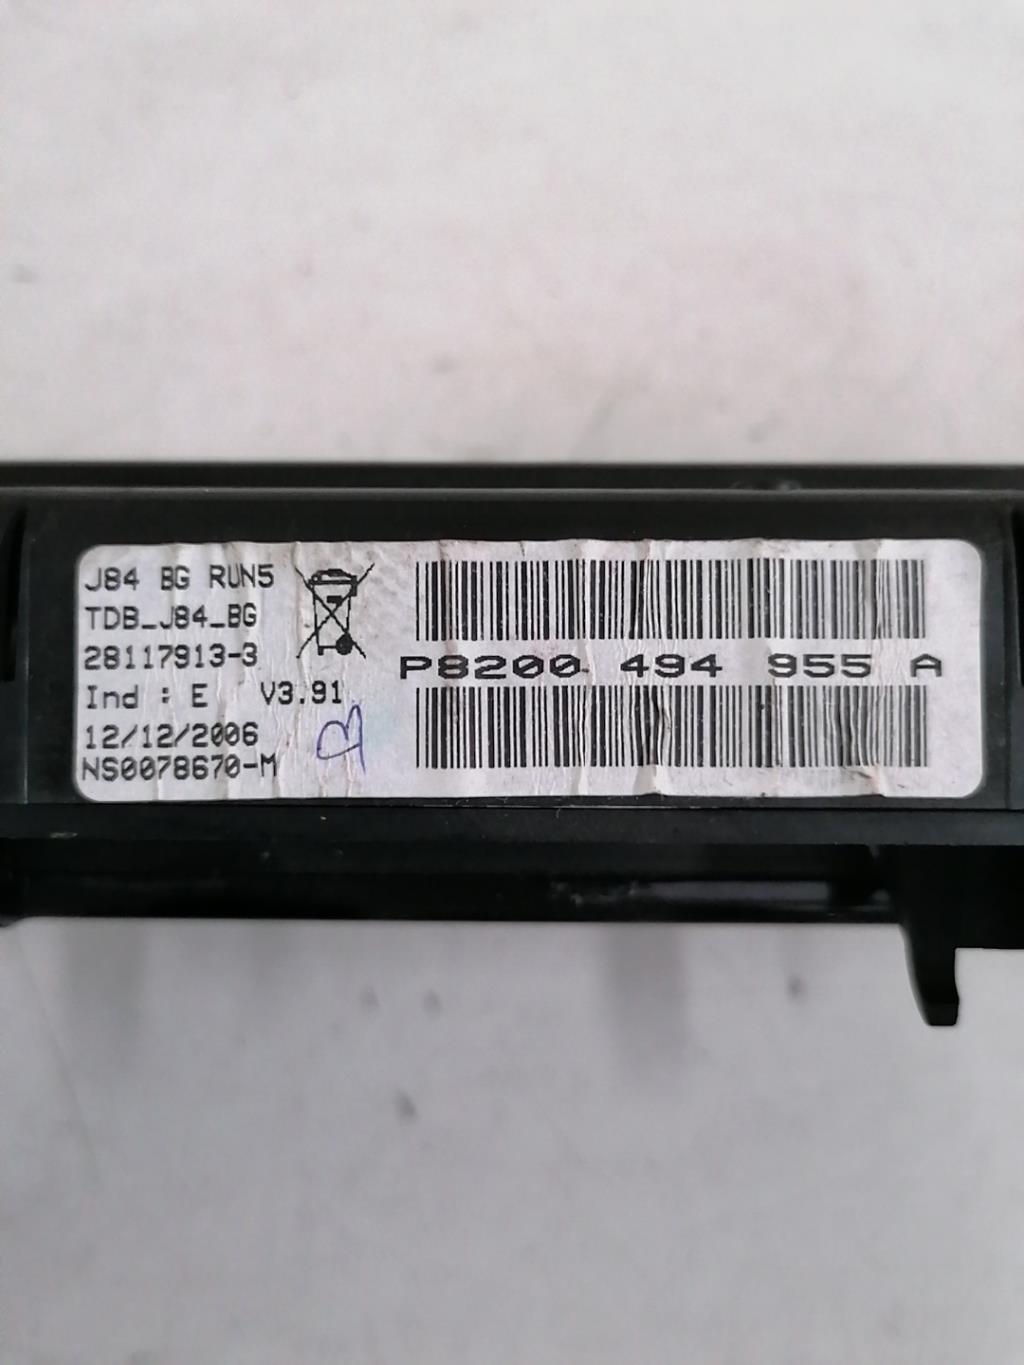 J84 BG RUN5
TDB_J84_BG
28117913-3
Ind : E V3.91
12/12/2006
NS0078670-M
P8200 494 955 A